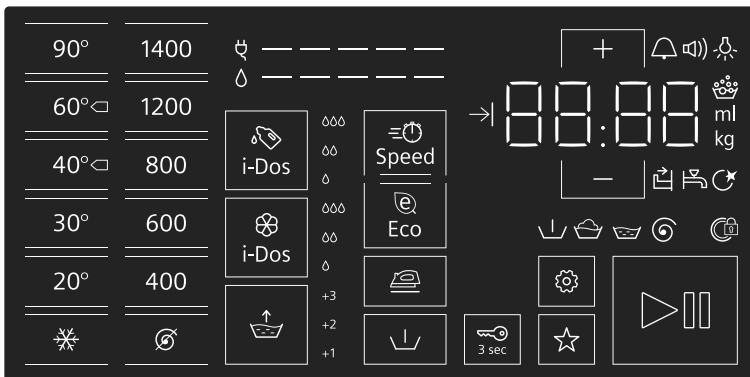 90° 1400
60° 1200
40° 800
30° 600
20° 400
i-Dos
i-Dos
+3
+2
+1
Speed
e
Eco
3 sec
+
88:88
ml
kg
−